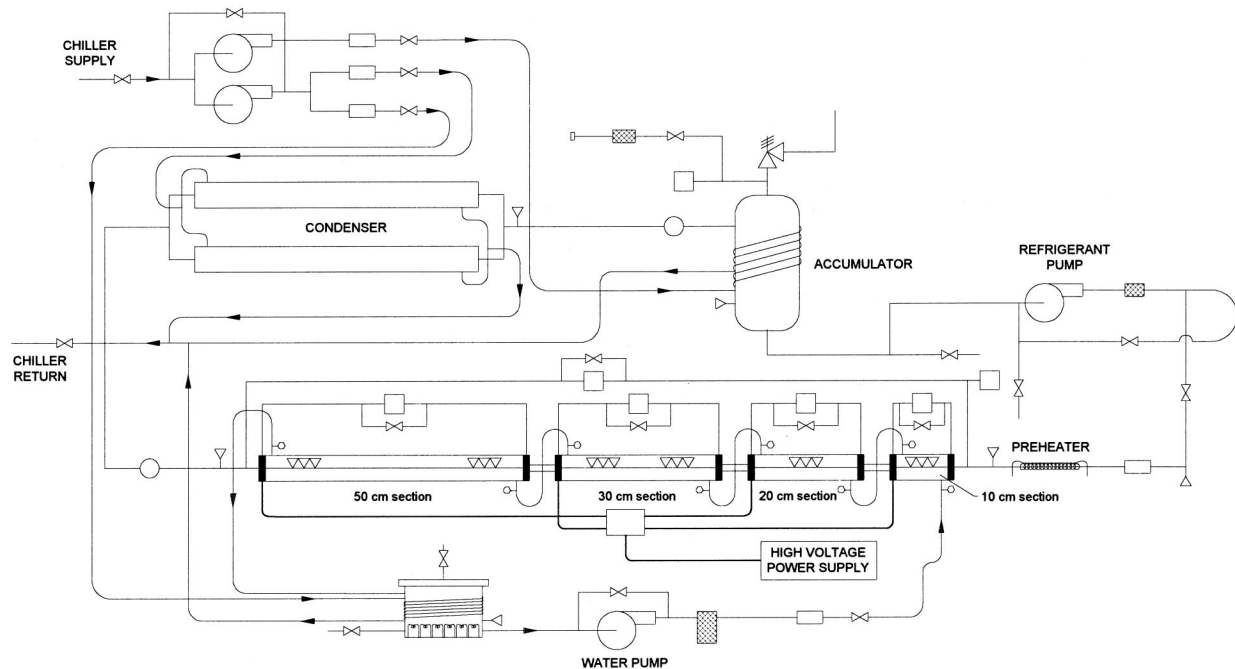 CHILLER
SUPPLY
CONDENSER
ACCUMULATOR
REFRIGERANT
PUMP
CHILLER
RETURN
PREHEATER
50 cm section
30 cm section
20 cm section
10 cm section
HIGH VOLTAGE
POWER SUPPLY
WATER PUMP